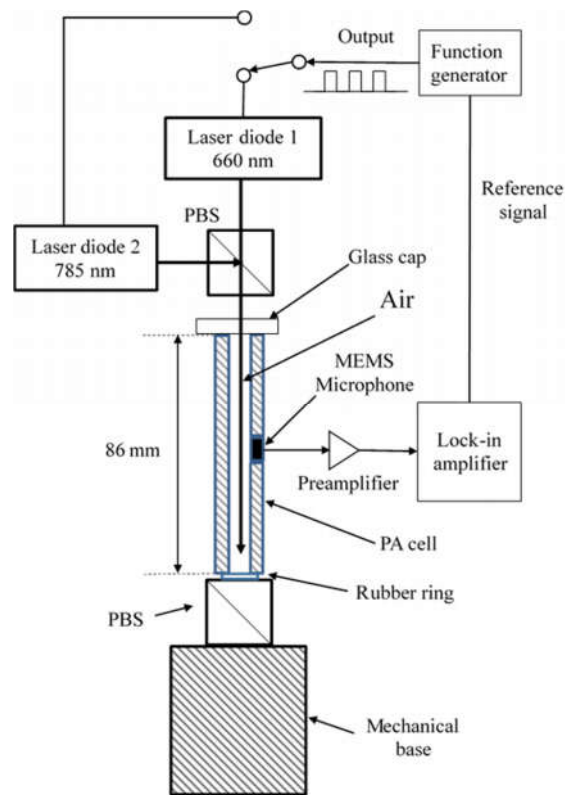 Output
Function
generator
Laser diode 1
660 nm
Reference
signal
PBS
Laser diode 2
785 nm
Glass cap
Air
MEMS
Microphone
86 mm
Lock-in
amplifier
Preamplifier
PA cell
Rubber ring
PBS
Mechanical
base